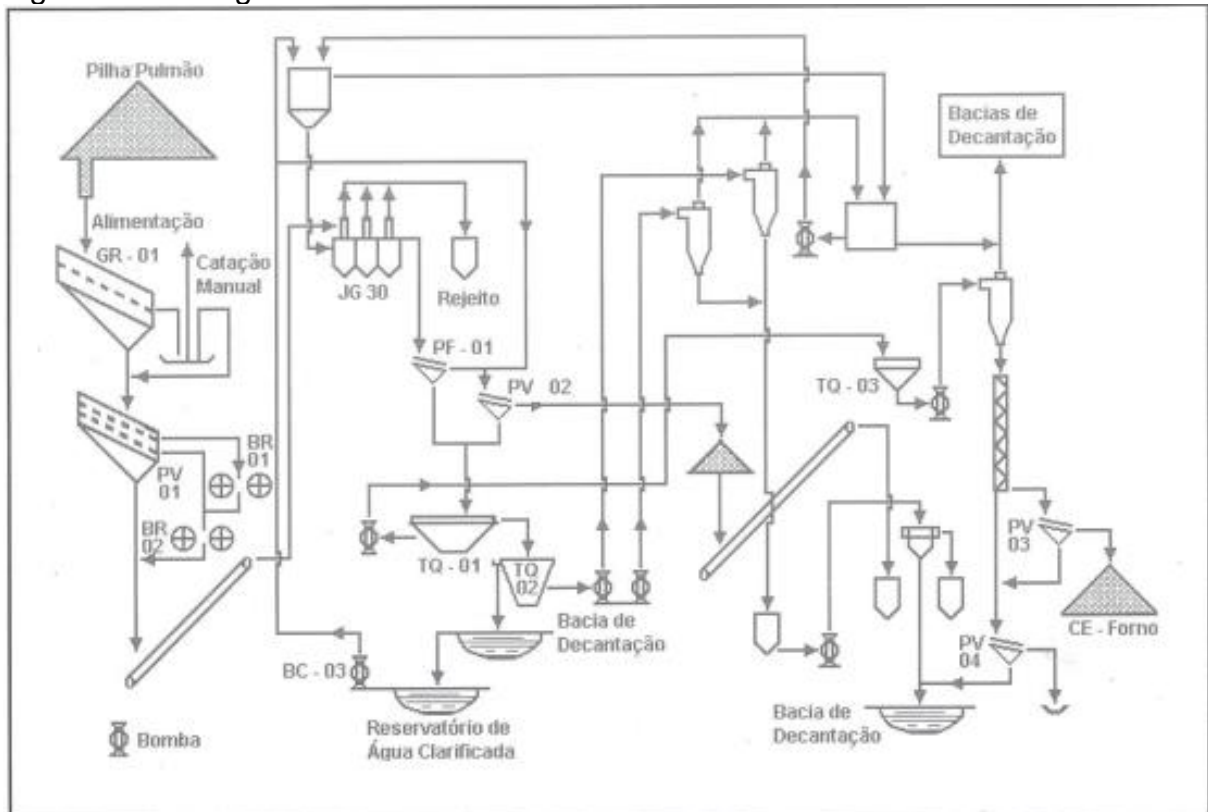 Pilha Pulmão
Alimentação
GR - 01
Catação
Manual
PV
01
BR
01
BR
02
JG 30
Rejeito
PF - 01
PV 02
TQ - 01
TQ
02
Bacia de
Decantação
BC - 03
Reservatório de
Água Clarificada
Bomba
Bacias de
Decantação
TQ - 03
PV
03
CE - Forno
PV
04
Bacia de
Decantação